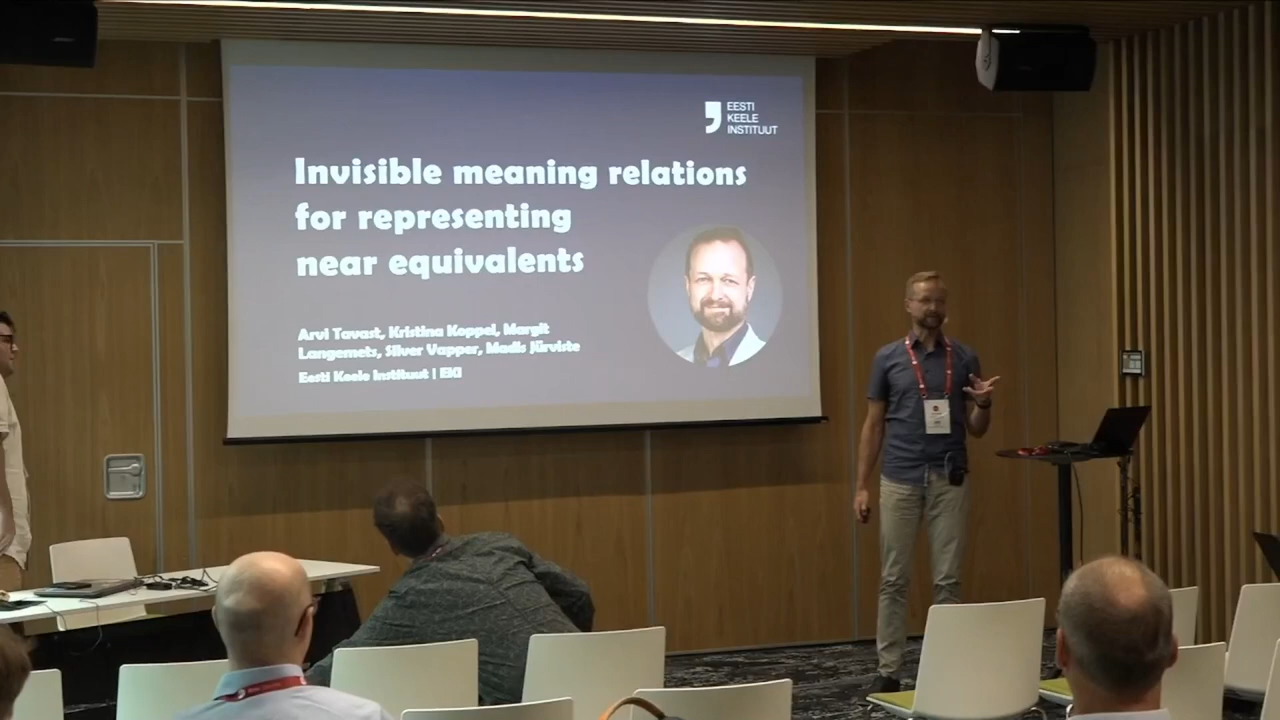 EESTI
KEELE
INSTITUUT
Invisible meaning relations
for representing
near equivalents
Arvi Tavast, Kristina Koppel, Margit
Langemets, Silver Vapper, Madis Jürviste
Eesti Keele Instituut | EKI